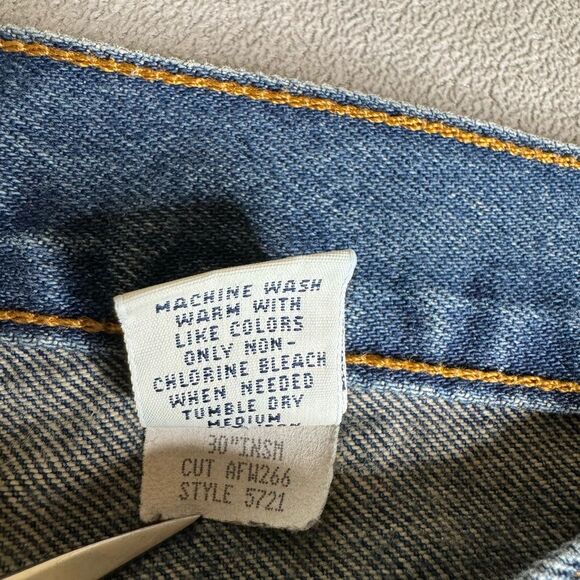 MACHINE WASH
WARM WITH
LIKE COLORS
ONLY NON-
CHLORINE BLEACH
WHEN NEEDED
TUMBLE DRY
MEDIUM
30"INSM
CUT AFW266
STYLE 5721